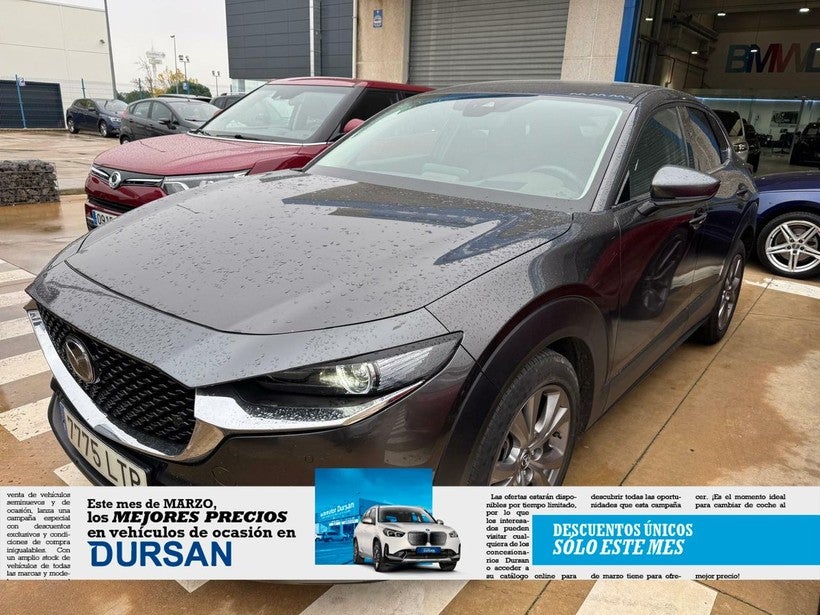 BMW
0915
7775 LTP
venta de vehículos
seminuevos y de
ocasión, lanza una
campaña especial
con descuentos
exclusivos y condi-
ciones de compra
inigualables. Con
un amplio stock de
vehículos de todas
las marcas y mode-
Este mes de MARZO,
los MEJORES PRECIOS
en vehículos de ocasión en
DURSAN
Dursan
DURSAN
Las ofertas estarán dispo-
nibles por tiempo limitado,
por lo que
los interesa-
dos pueden
visitar cual-
quiera de los
concesiona-
rios Dursan
o acceder a
su catálogo online para
descubrir todas las oportu-
nidades que esta campaña
DESCUENTOS ÚNICOS
SÓLO ESTE MES
de marzo tiene para ofre-
cer. ¡Es el momento ideal
para cambiar de coche al
mejor precio!